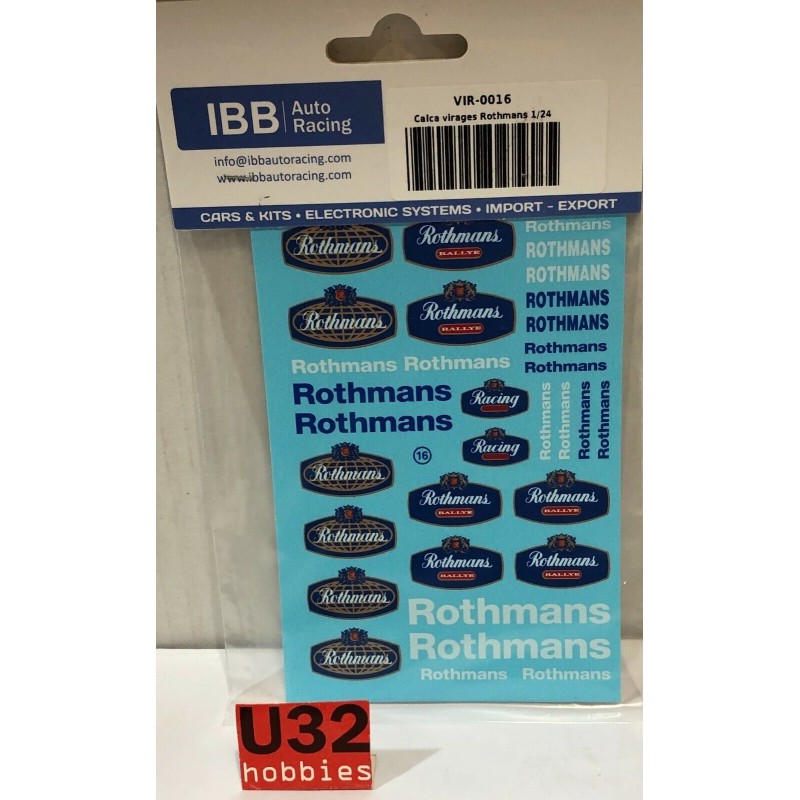 IBB Auto Racing
info@ibbautoracing.com
www.ibbautoracing.com
VIR-0016
Calca virages Rothmans 1/24
CARS & KITS • ELECTRONIC SYSTEMS • IMPORT - EXPORT
Rothmans
Rothmans
RALLYE
ROTHMANS
ROTHMANS
ROTHMANS
Rothmans
Rothmans
RALLYE
ROTHMANS
ROTHMANS
Rothmans
Rothmans
Rothmans Rothmans
Rothmans
Rothmans
Racing
Racing
Rothmans
Rothmans
Rothmans
Rothmans
16
Rothmans
Rothmans
Rothmans
Rothmans
Rothmans
RALLYE
Rothmans
RALLYE
Rothmans
RALLYE
Rothmans
RALLYE
Rothmans
Rothmans
Rothmans Rothmans
U32
hobbies